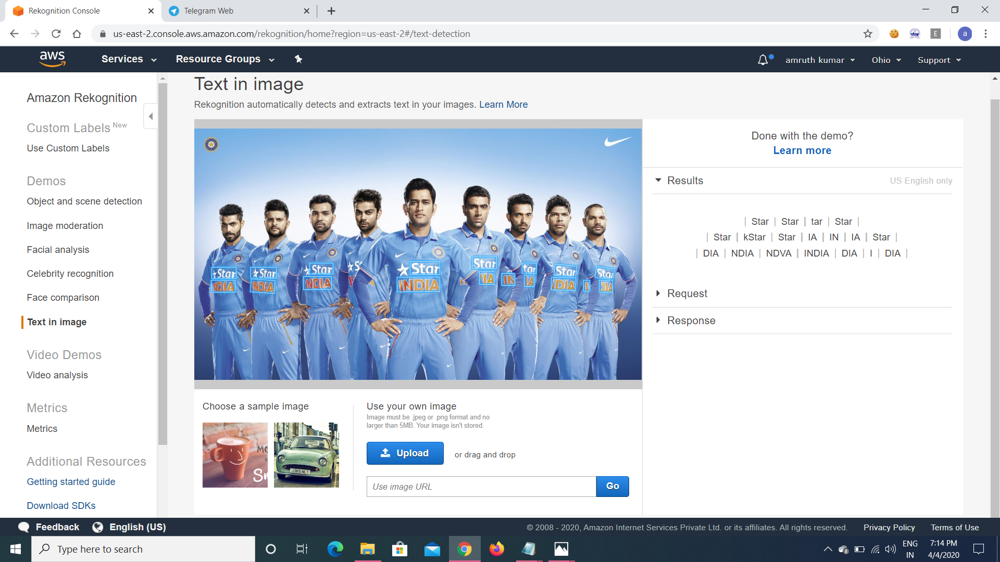 Rekognition Console
Telegram Web
us-east-2.console.aws.amazon.com/rekognition/home?region=us-east-2#/text-detection
E
a
aws
Services
Resource Groups
amruth kumar
Ohio
Support
Amazon Rekognition
Custom Labels New
Use Custom Labels
Demos
Object and scene detection
Image moderation
Facial analysis
Celebrity recognition
Face comparison
Text in image
Video Demos
Video analysis
Metrics
Metrics
Additional Resources
Getting started guide
Download SDKs
Text in image
Rekognition automatically detects and extracts text in your images. Learn More
Star Star Star St Star Star tar Star Star
INDIA INDIA INDIA INDIA DIA IN IA IDIA I DIA
Choose a sample image
J389 NLT
Use your own image
Image must be .jpeg or .png format and no
larger than 5MB. Your image isn't stored.
Upload
or drag and drop
Use image URL
Go
Done with the demo?
Learn more
Results
US English only
| Star | Star | tar | Star |
| Star | kStar | Star | IA | IN | IA | Star |
| DIA | NDIA | NDVA | INDIA | DIA | I | DIA |
Request
Response
Feedback
English (US)
© 2008 - 2020, Amazon Internet Services Private Ltd. or its affiliates. All rights reserved.
Privacy Policy
Terms of Use
Type here to search
ENG
IN
7:14 PM
4/4/2020